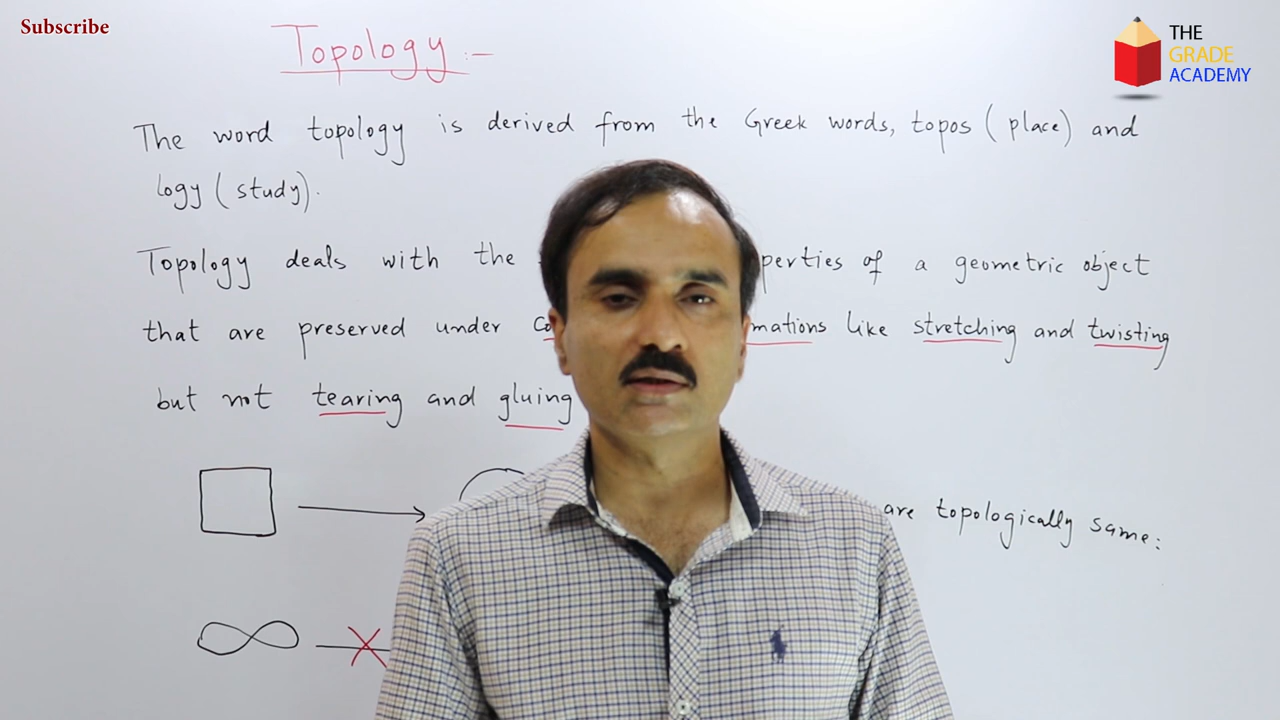 Subscribe
Topology :-
THE
GRADE
ACADEMY
The word topology is derived from the Greek words, topos (place) and
logy (study).
Topology deals with the perties of a geometric object
that are preserved under co mations like stretching and twisting
but not tearing and gluing
are topologically same: